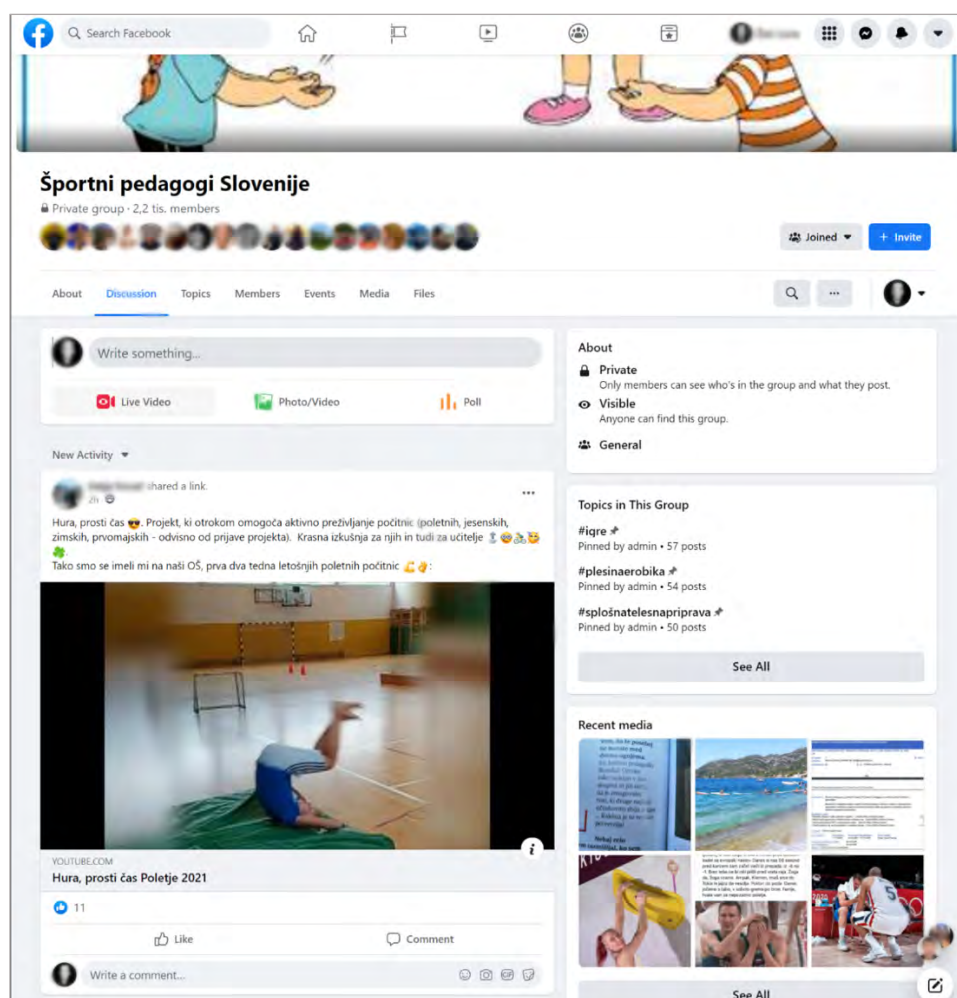 Search Facebook
Športni pedagogi Slovenije
Private group · 2,2 tis. members
Joined
+ Invite
About Discussion Topics Members Events Media Files
Write something...
Live Video Photo/Video Poll
New Activity
shared a link.
2h
Hura, prosti čas. Projekt, ki otrokom omogoča aktivno preživljanje počitnic (poletnih, jesenskih,
zimskih, prvomajskih - odvisno od prijave projekta). Krasna izkušnja za njih in tudi za učitelje
.
Tako smo se imeli mi na naši OŠ, prva dva tedna letošnjih poletnih počitnic :
YOUTUBE.COM
Hura, prosti čas Poletje 2021
11
Like Comment
Write a comment...
GIF
About
Private
Only members can see who's in the group and what they post.
Visible
Anyone can find this group.
General
Topics in This Group
#igre
Pinned by admin • 57 posts
#plesinaerobika
Pinned by admin • 54 posts
#splošnatelesnapriprava
Pinned by admin • 50 posts
See All
Recent media
5
See All